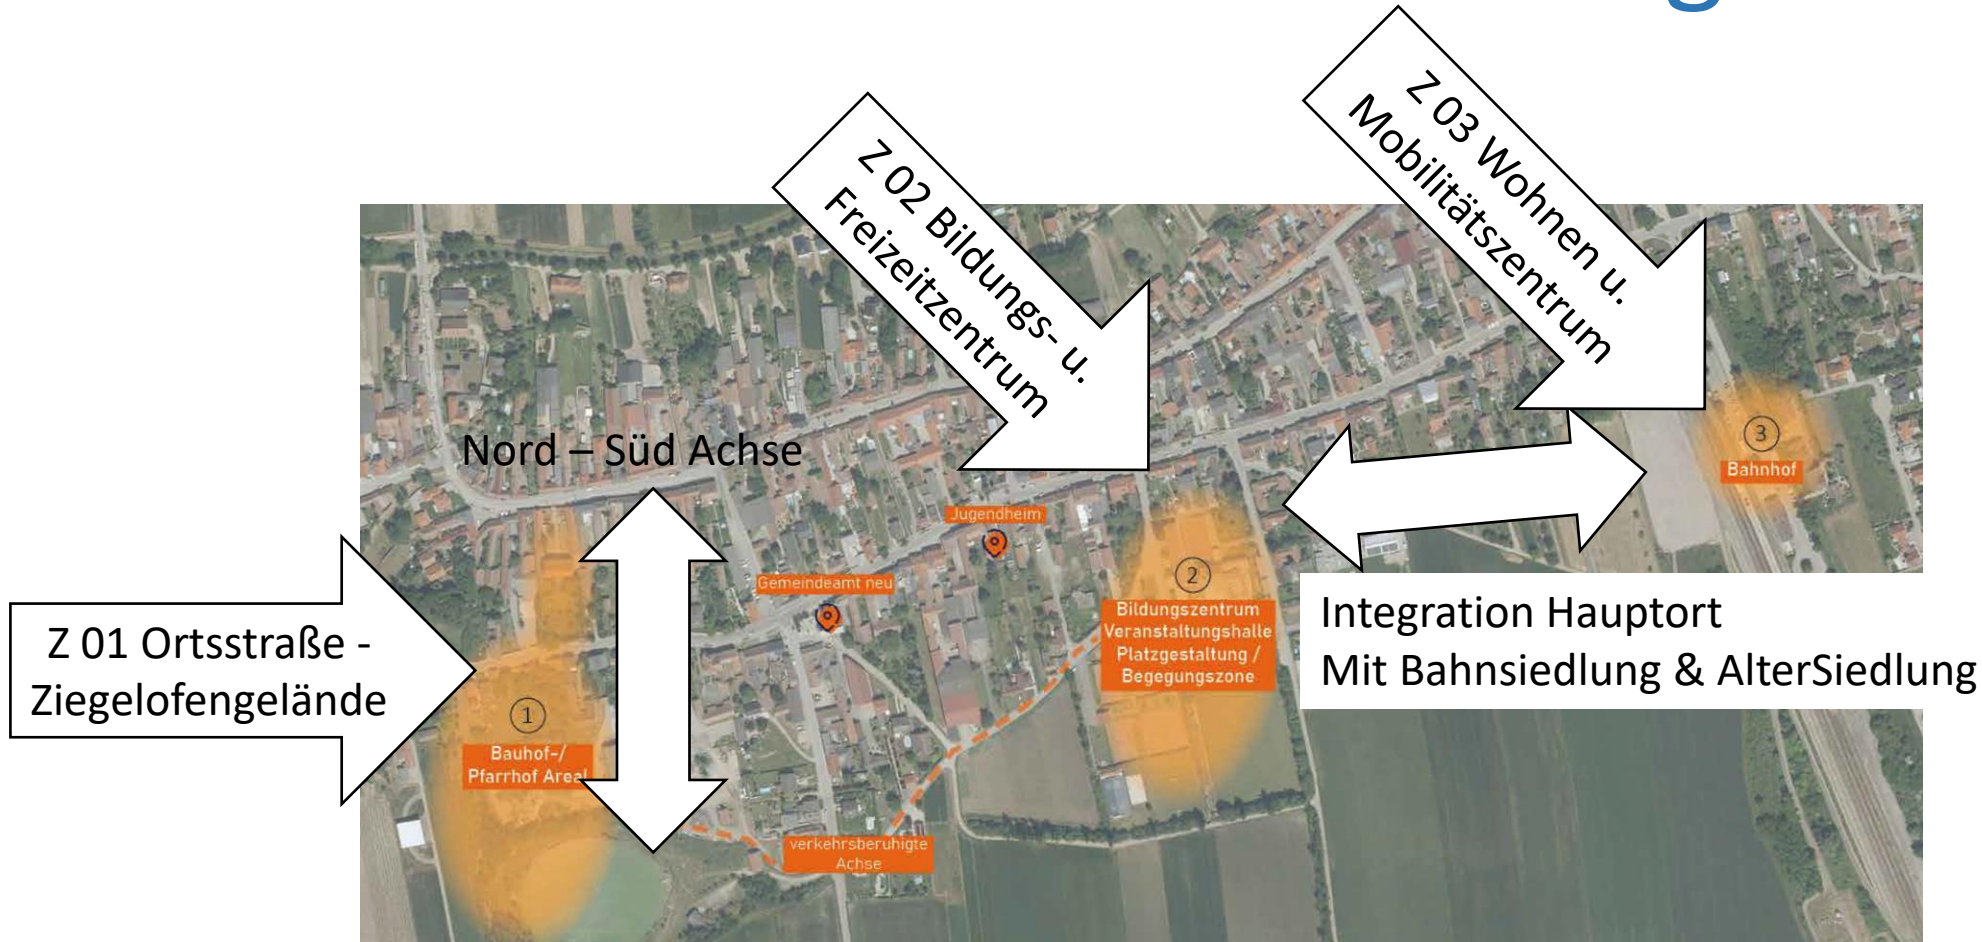 g
Z 03 Wohnen u.
Mobilitätszentrum
Z 02 Bildungs- u.
Freizeitzentrum
Nord – Süd Achse
3
Bahnhof
Jugendheim
Gemeindeamt neu
2
Bildungszentrum
Veranstaltungshalle
Platzgestaltung /
Begegungszone
Integration Hauptort
Mit Bahnsiedlung & AlterSiedlung
Z 01 Ortsstraße -
Ziegelofengelände
1
Bauhof-/
Pfarrhof Areal
verkehrsberuhigte
Achse